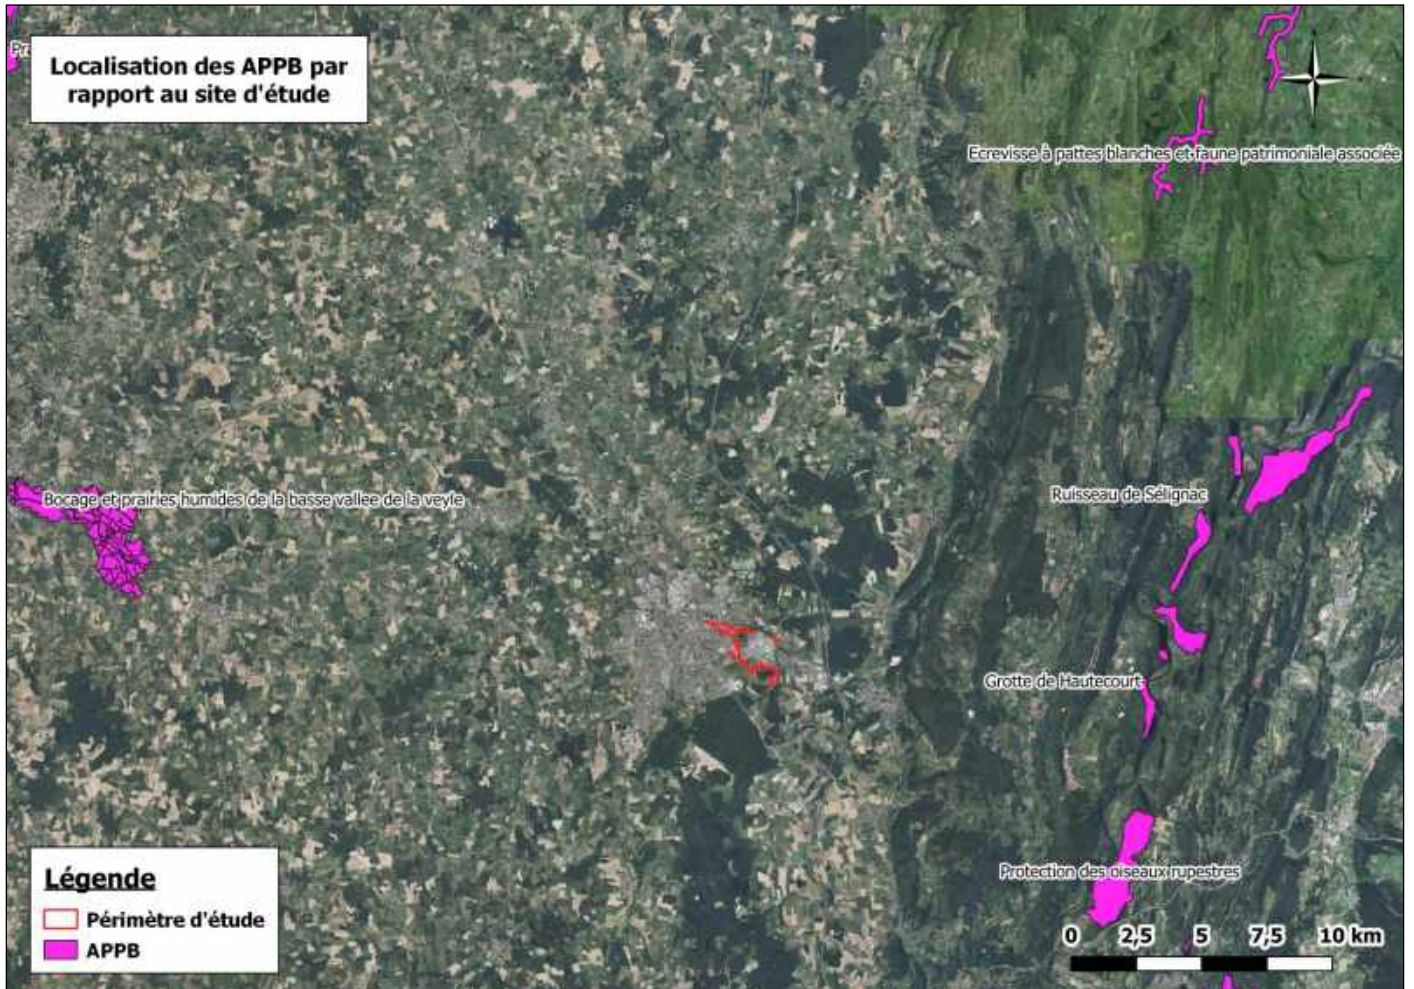 Pr
Localisation des APPB par
rapport au site d'étude
Ecrevisse à pattes blanches et faune patrimoniale associée
Bocage et prairies humides de la basse vallée de la veyle
Ruisseau de Sélignac
Grotte de Hautecourt
Protection des oiseaux rupestres
Légende
Périmètre d'étude
APPB
0 2,5 5 7,5 10 km